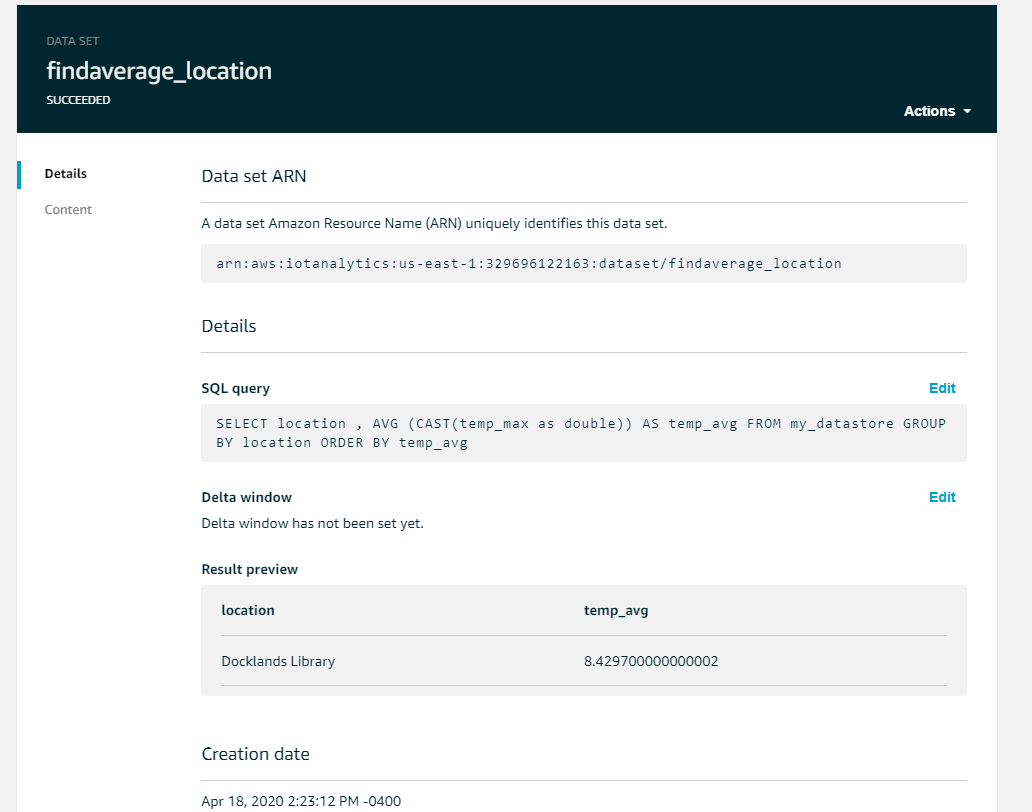 DATA SET
findaverage_location
SUCCEEDED
Actions
Details
Content
Data set ARN
A data set Amazon Resource Name (ARN) uniquely identifies this data set.
arn:aws:iotanalytics:us-east-1:329696122163:dataset/findaverage_location
Details
SQL query
Edit
SELECT location , AVG (CAST(temp_max as double)) AS temp_avg FROM my_datastore GROUP
BY location ORDER BY temp_avg
Delta window
Edit
Delta window has not been set yet.
Result preview
location temp_avg
Docklands Library 8.429700000000002
Creation date
Apr 18, 2020 2:23:12 PM -0400